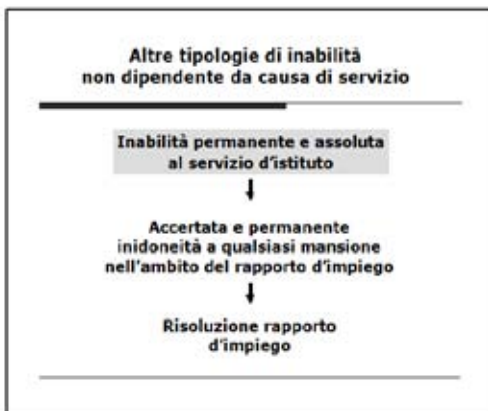 Altre tipologie di inabilità
non dipendente da causa di servizio
Inabilità permanente e assoluta
al servizio d'istituto
Accertata e permanente
inidoneità a qualsiasi mansione
nell'ambito del rapporto d'impiego
Risoluzione rapporto
d'impiego